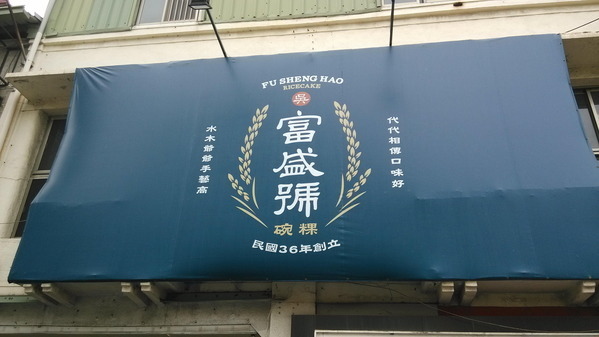 FU SHENG HAO
RICECAKE
吳
富盛號
碗粿
民國36年創立
代代相傳口味好
水木爺爺手藝高